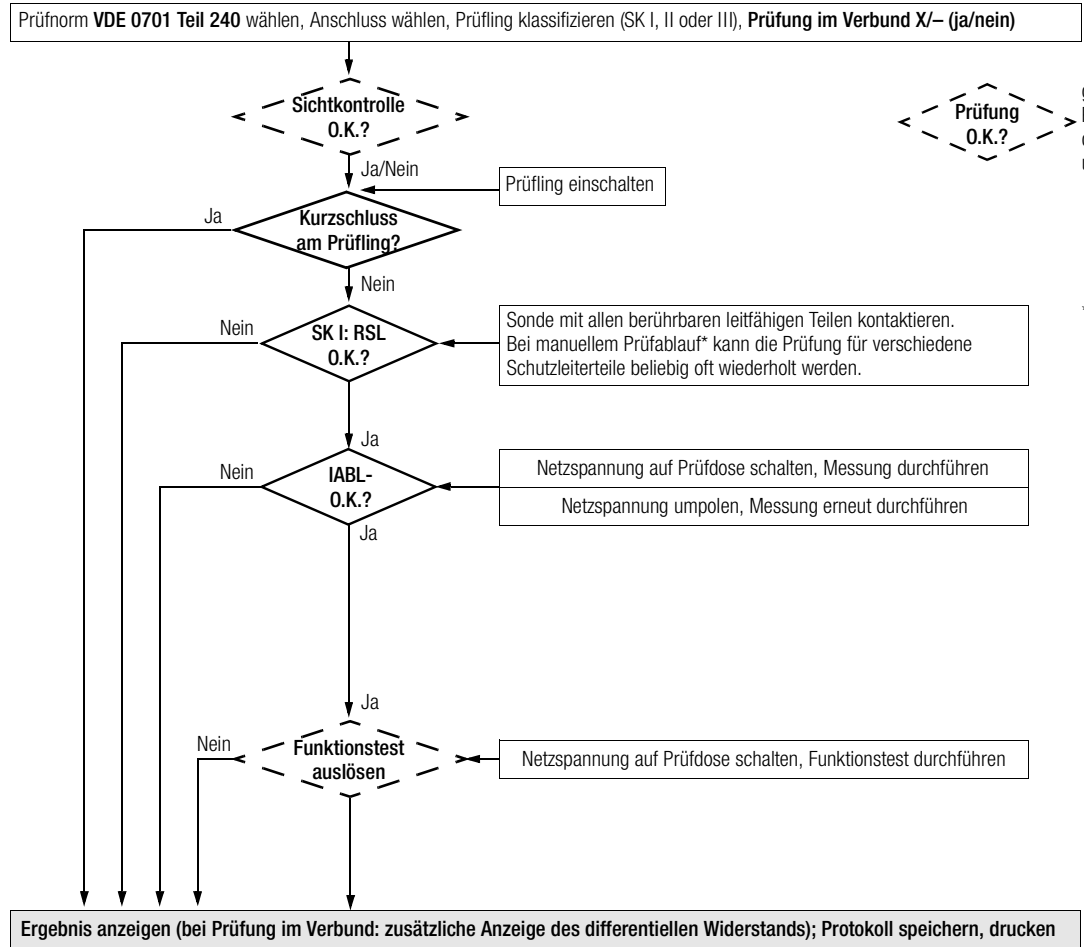 Prüfnorm VDE 0701 Teil 240 wählen, Anschluss wählen, Prüfling klassifizieren (SK I, II oder III), Prüfung im Verbund X/– (ja/nein)
Sichtkontrolle
O.K.?
Prüfung
O.K.?
Ja/Nein
Prüfling einschalten
Ja
Kurzschluss
am Prüfling?
Nein
Nein
SK I: RSL
O.K.?
Sonde mit allen berührbaren leitfähigen Teilen kontaktieren.
Bei manuellem Prüfablauf* kann die Prüfung für verschiedene
Schutzleiterteile beliebig oft wiederholt werden.
Ja
Nein
IABL-
O.K.?
Netzspannung auf Prüfdose schalten, Messung durchführen
Netzspannung umpolen, Messung erneut durchführen
Ja
Ja
Nein
Funktionstest
auslösen
Netzspannung auf Prüfdose schalten, Funktionstest durchführen
Ergebnis anzeigen (bei Prüfung im Verbund: zusätzliche Anzeige des differentiellen Widerstands); Protokoll speichern, drucken